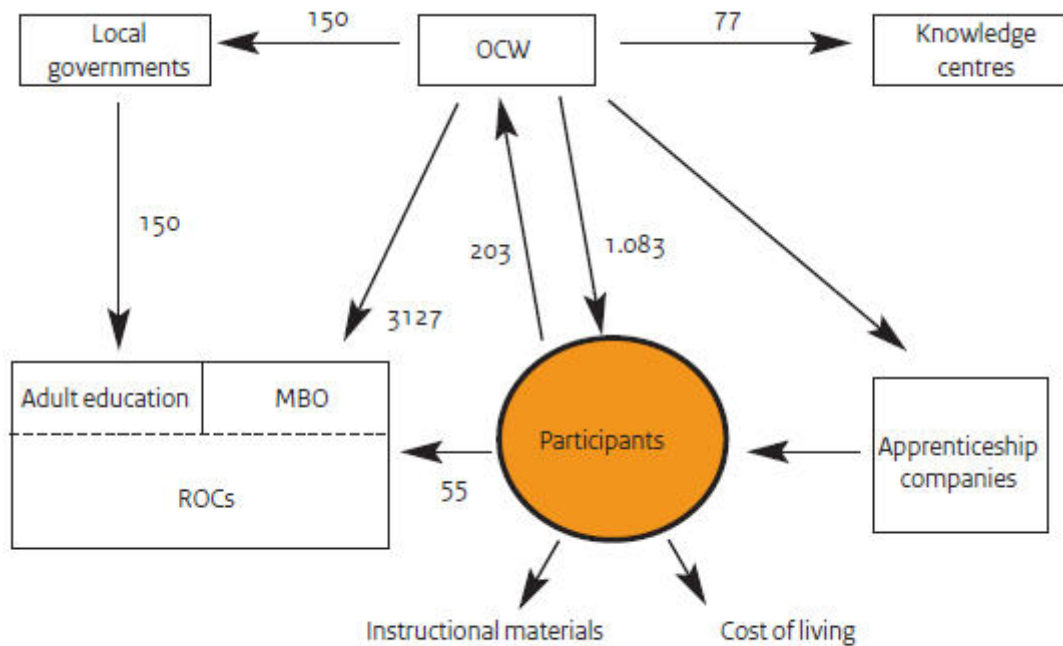 150
77
Local
governments
OCW
Knowledge
centres
150
203
1.083
3127
Adult education
MBO
Participants
Apprenticeship
companies
ROCs
55
Instructional materials
Cost of living